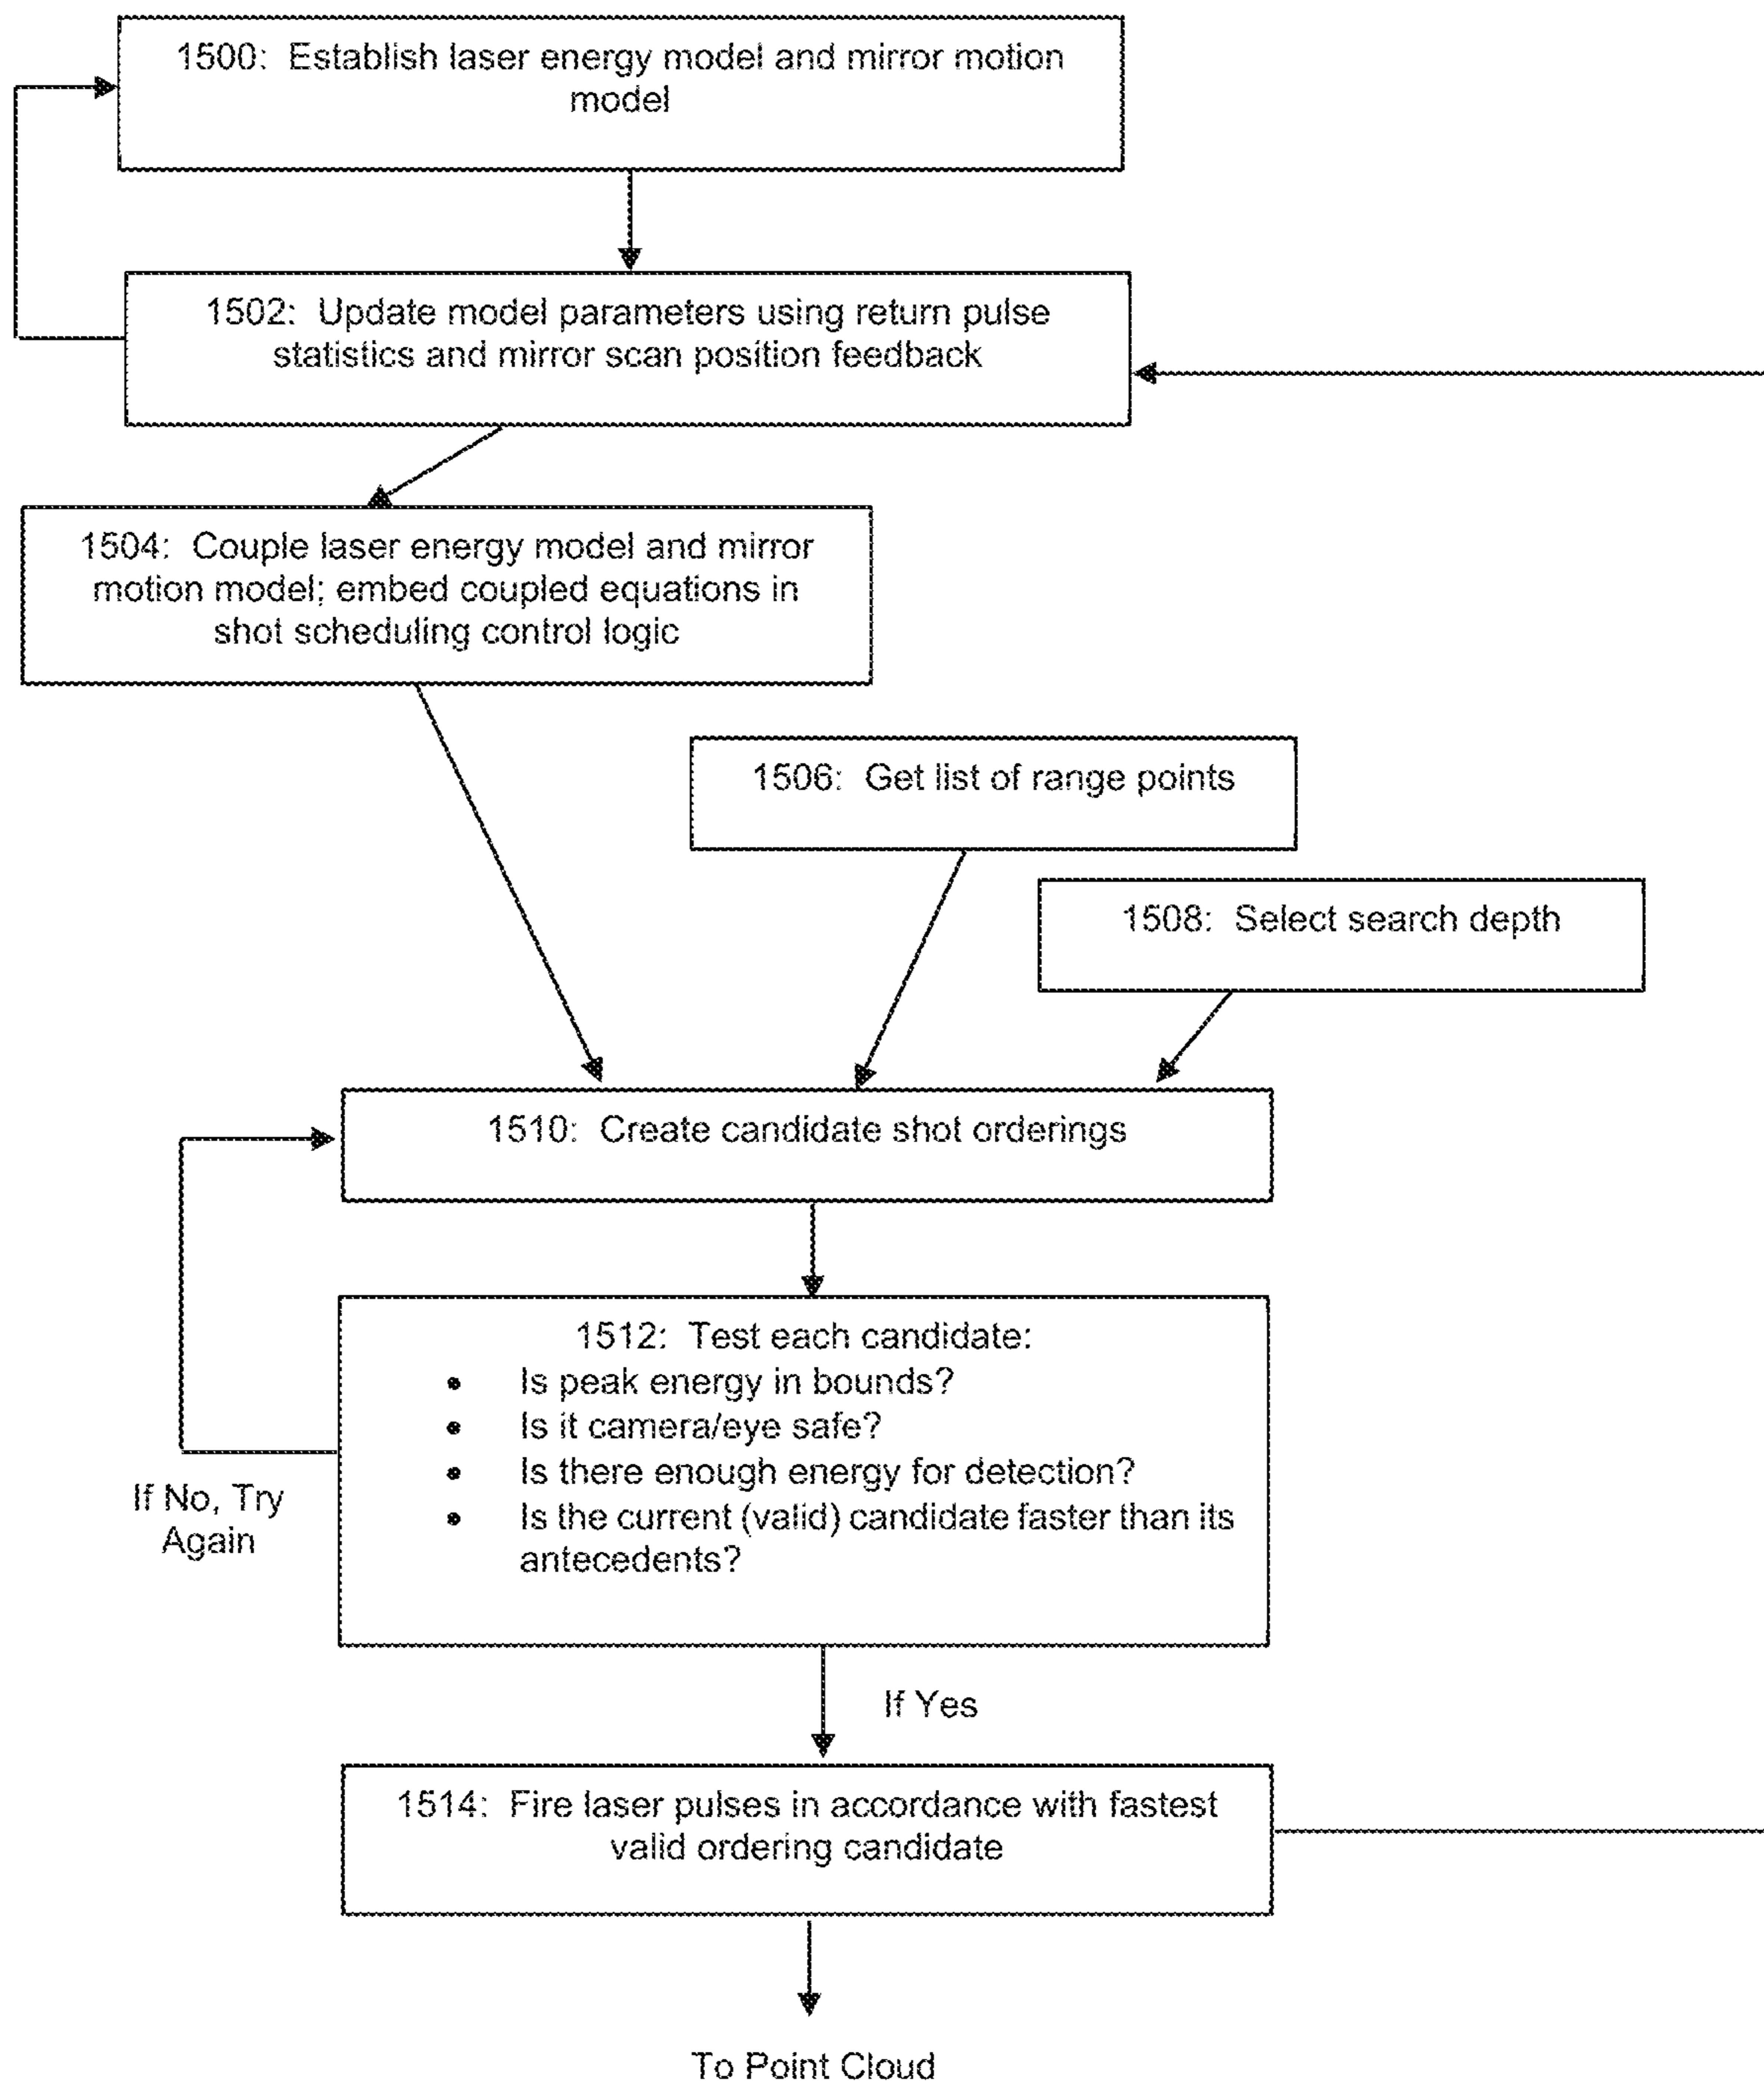 1500: Establish laser energy model and mirror motion
model
1502: Update model parameters using return pulse
statistics and mirror scan position feedback
1504: Couple laser energy model and mirror
motion model; embed coupled equations in
shot scheduling control logic
1506: Get list of range points
1508: Select search depth
1510: Create candidate shot orderings
1512: Test each candidate:
• Is peak energy in bounds?
• Is it camera/eye safe?
• Is there enough energy for detection?
• Is the current (valid) candidate faster than its
antecedents?
If No, Try
Again
If Yes
1514: Fire laser pulses in accordance with fastest
valid ordering candidate
To Point Cloud